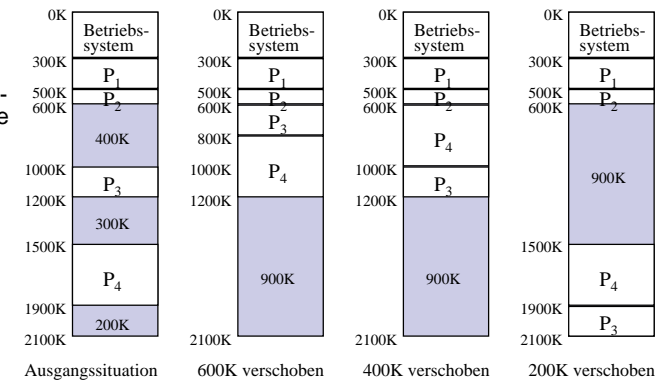 0K
Betriebs-
system
300K
P1
500K
P2
600K
400K
1000K
P3
1200K
300K
1500K
P4
1900K
200K
2100K
Ausgangssituation
0K
Betriebs-
system
300K
P1
500K
P2
600K
P3
800K
P4
1000K
1200K
900K
2100K
600K verschoben
0K
Betriebs-
system
300K
P1
500K
P2
600K
P4
1000K
P3
1200K
900K
2100K
400K verschoben
0K
Betriebs-
system
300K
P1
500K
P2
600K
900K
1500K
P4
1900K
P3
2100K
200K verschoben